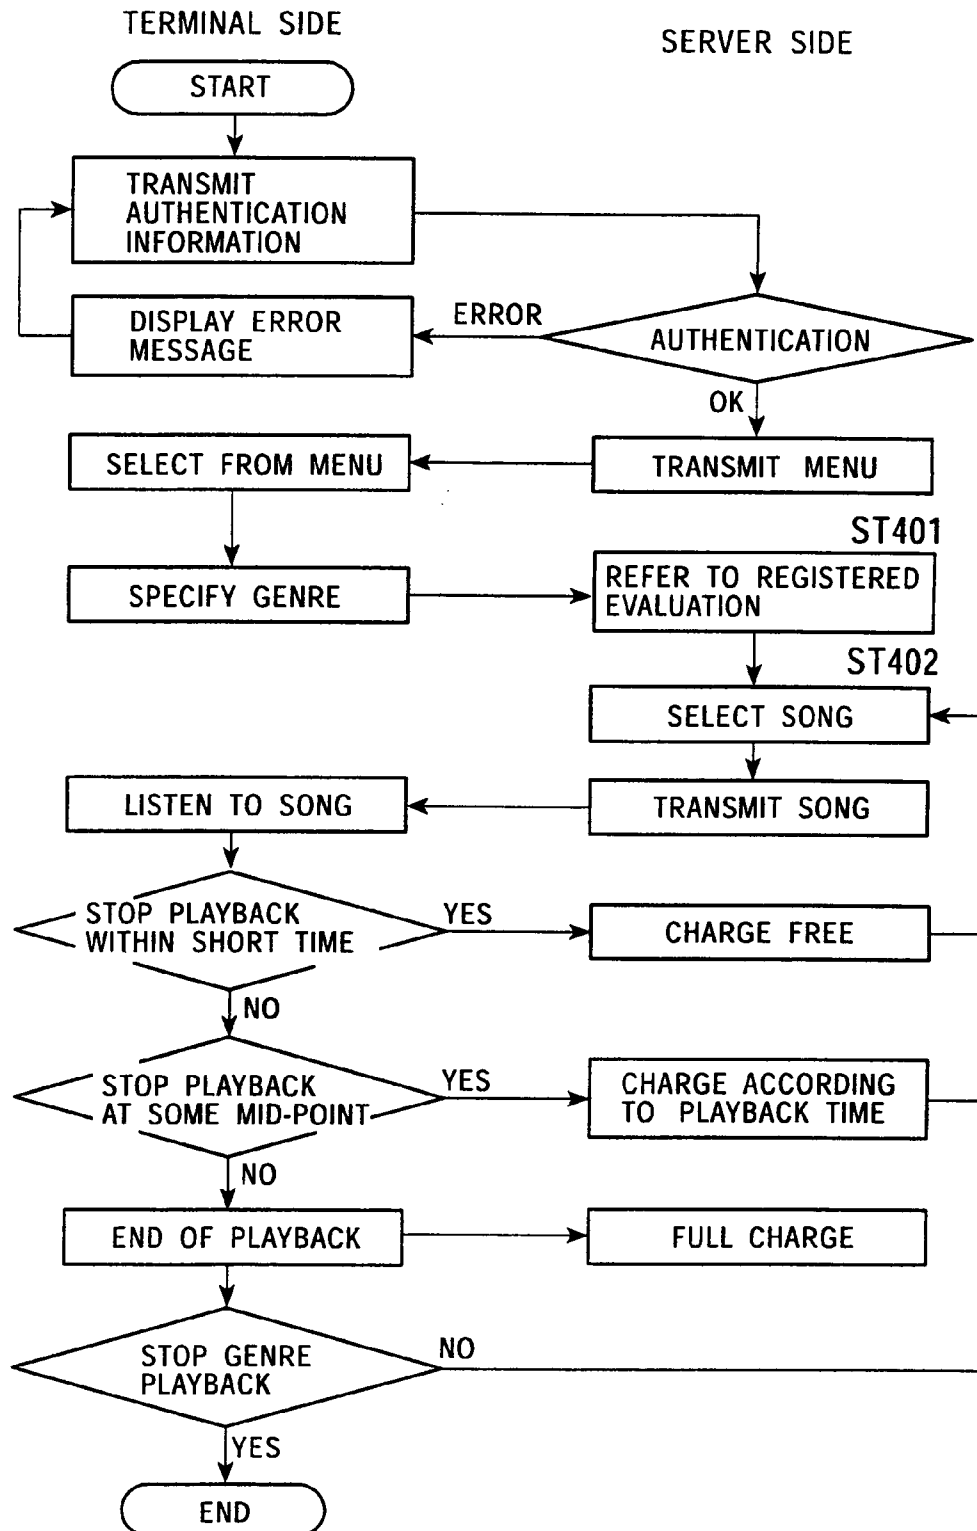 TERMINAL SIDE
SERVER SIDE
START
TRANSMIT
AUTHENTICATION
INFORMATION
DISPLAY ERROR
MESSAGE
ERROR
AUTHENTICATION
OK
SELECT FROM MENU
TRANSMIT MENU
ST401
SPECIFY GENRE
REFER TO REGISTERED
EVALUATION
ST402
SELECT SONG
LISTEN TO SONG
TRANSMIT SONG
STOP PLAYBACK
WITHIN SHORT TIME
YES
CHARGE FREE
NO
STOP PLAYBACK
AT SOME MID-POINT
YES
CHARGE ACCORDING
TO PLAYBACK TIME
NO
END OF PLAYBACK
FULL CHARGE
STOP GENRE
PLAYBACK
NO
YES
END